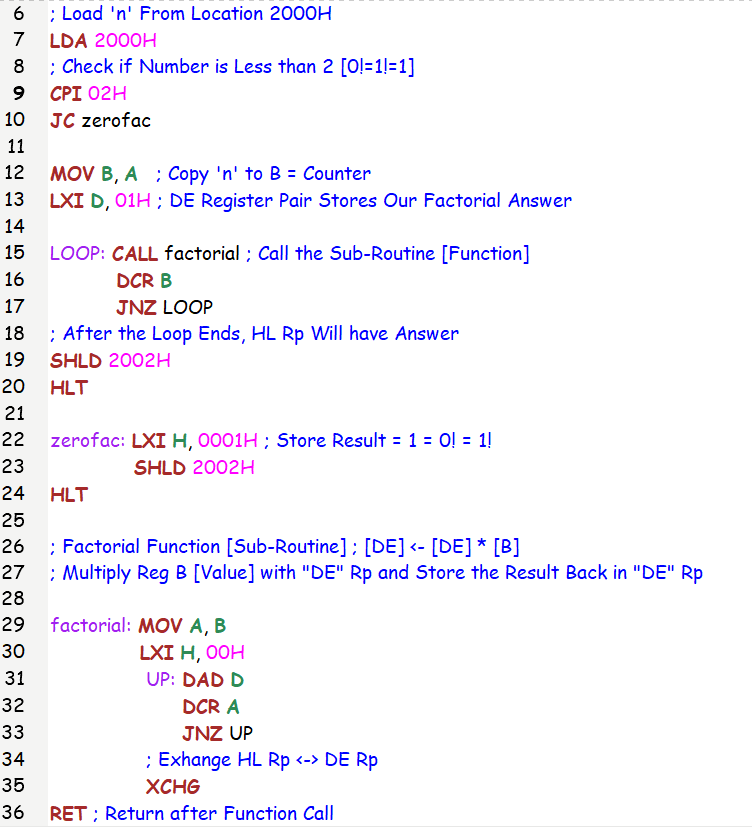 6 ; Load 'n' From Location 2000H
7 LDA 2000H
8 ; Check if Number is Less than 2 [0!=1!=1]
9 CPI 02H
10 JC zerofac
11
12 MOV B, A ; Copy 'n' to B = Counter
13 LXI D, 01H ; DE Register Pair Stores Our Factorial Answer
14
15 LOOP: CALL factorial ; Call the Sub-Routine [Function]
16 DCR B
17 JNZ LOOP
18 ; After the Loop Ends, HL Rp Will have Answer
19 SHLD 2002H
20 HLT
21
22 zerofac: LXI H, 0001H ; Store Result = 1 = 0! = 1!
23 SHLD 2002H
24 HLT
25
26 ; Factorial Function [Sub-Routine] ; [DE] <- [DE] * [B]
27 ; Multiply Reg B [Value] with "DE" Rp and Store the Result Back in "DE" Rp
28
29 factorial: MOV A, B
30 LXI H, 00H
31 UP: DAD D
32 DCR A
33 JNZ UP
34 ; Exhange HL Rp <-> DE Rp
35 XCHG
36 RET ; Return after Function Call